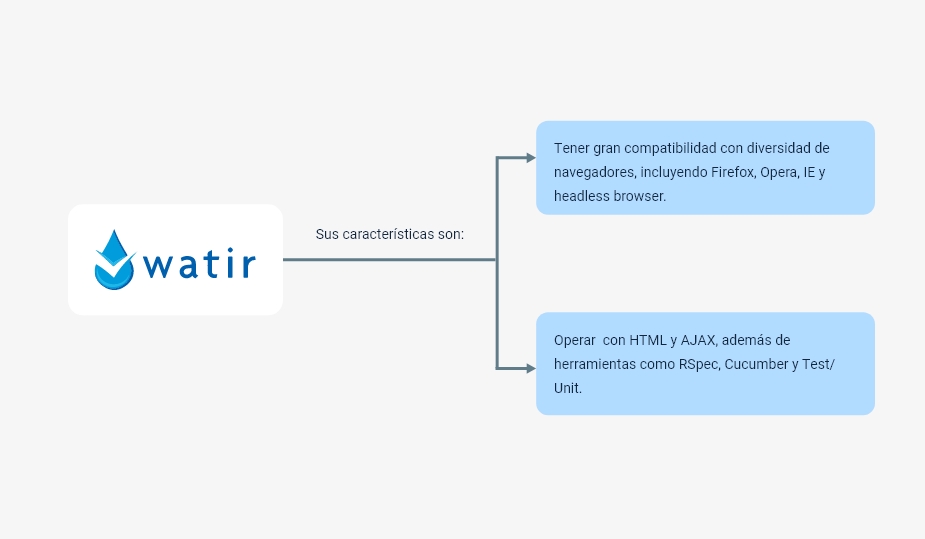 watir
Sus características son:
Tener gran compatibilidad con diversidad de
navegadores, incluyendo Firefox, Opera, IE y
headless browser.
Operar  con HTML y AJAX, además de
herramientas como RSpec, Cucumber y Test/
Unit.